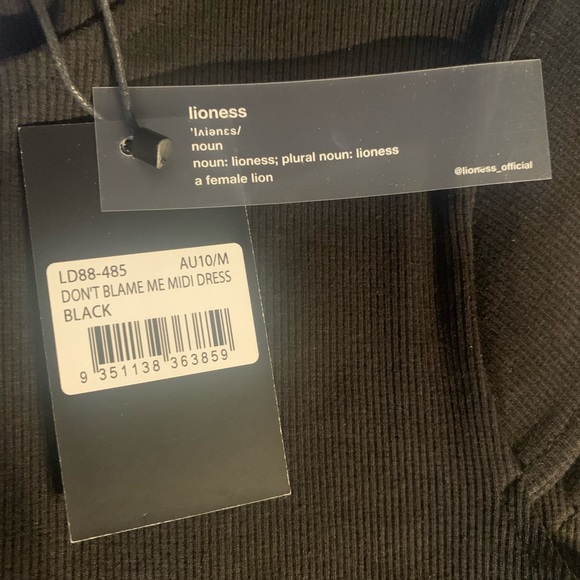 lioness
'lʌiənɛs/
noun
noun: lioness; plural noun: lioness
a female lion
@lioness_official
LD88-485 AU10/M
DON'T BLAME ME MIDI DRESS
BLACK
9 351138 363859